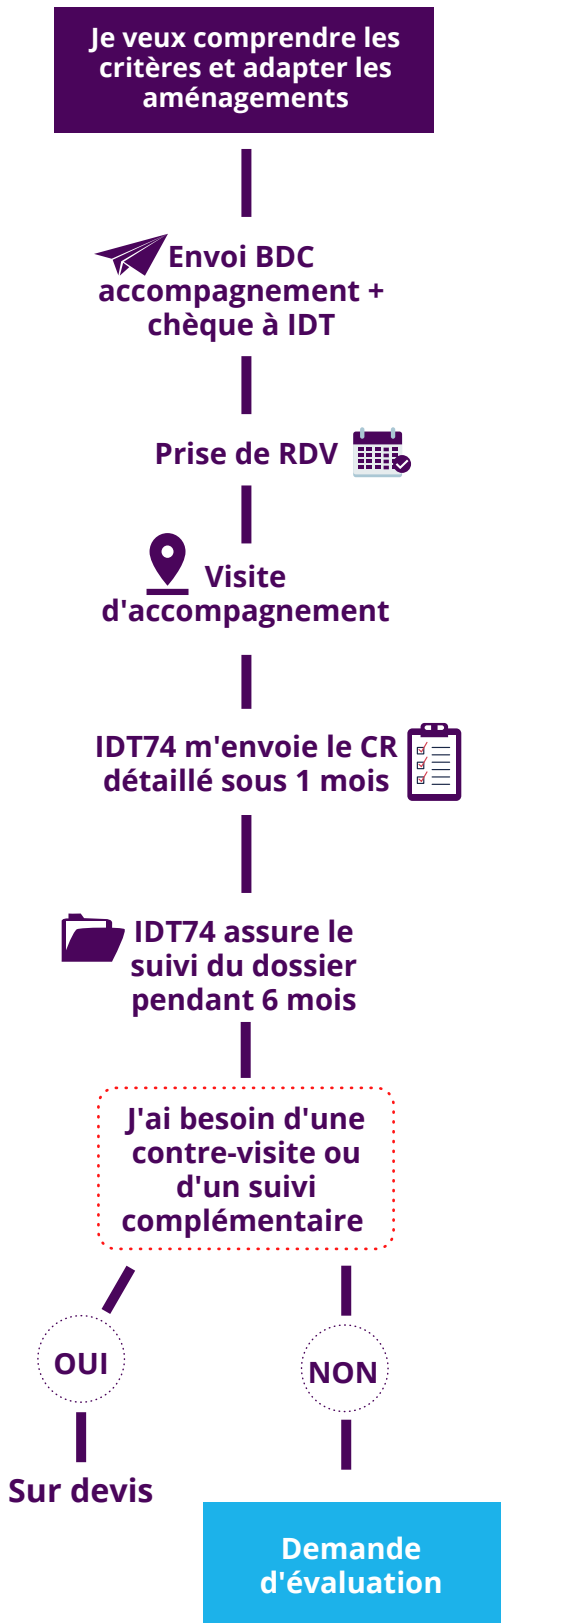 Je veux comprendre les
critères et adapter les
aménagements
Envoi BDC
accompagnement +
chèque à IDT
Prise de RDV
Visite
d'accompagnement
IDT74 m'envoie le CR
détaillé sous 1 mois
IDT74 assure le
suivi du dossier
pendant 6 mois
J'ai besoin d'une
contre-visite ou
d'un suivi
complémentaire
OUI
NON
Sur devis
Demande
d'évaluation